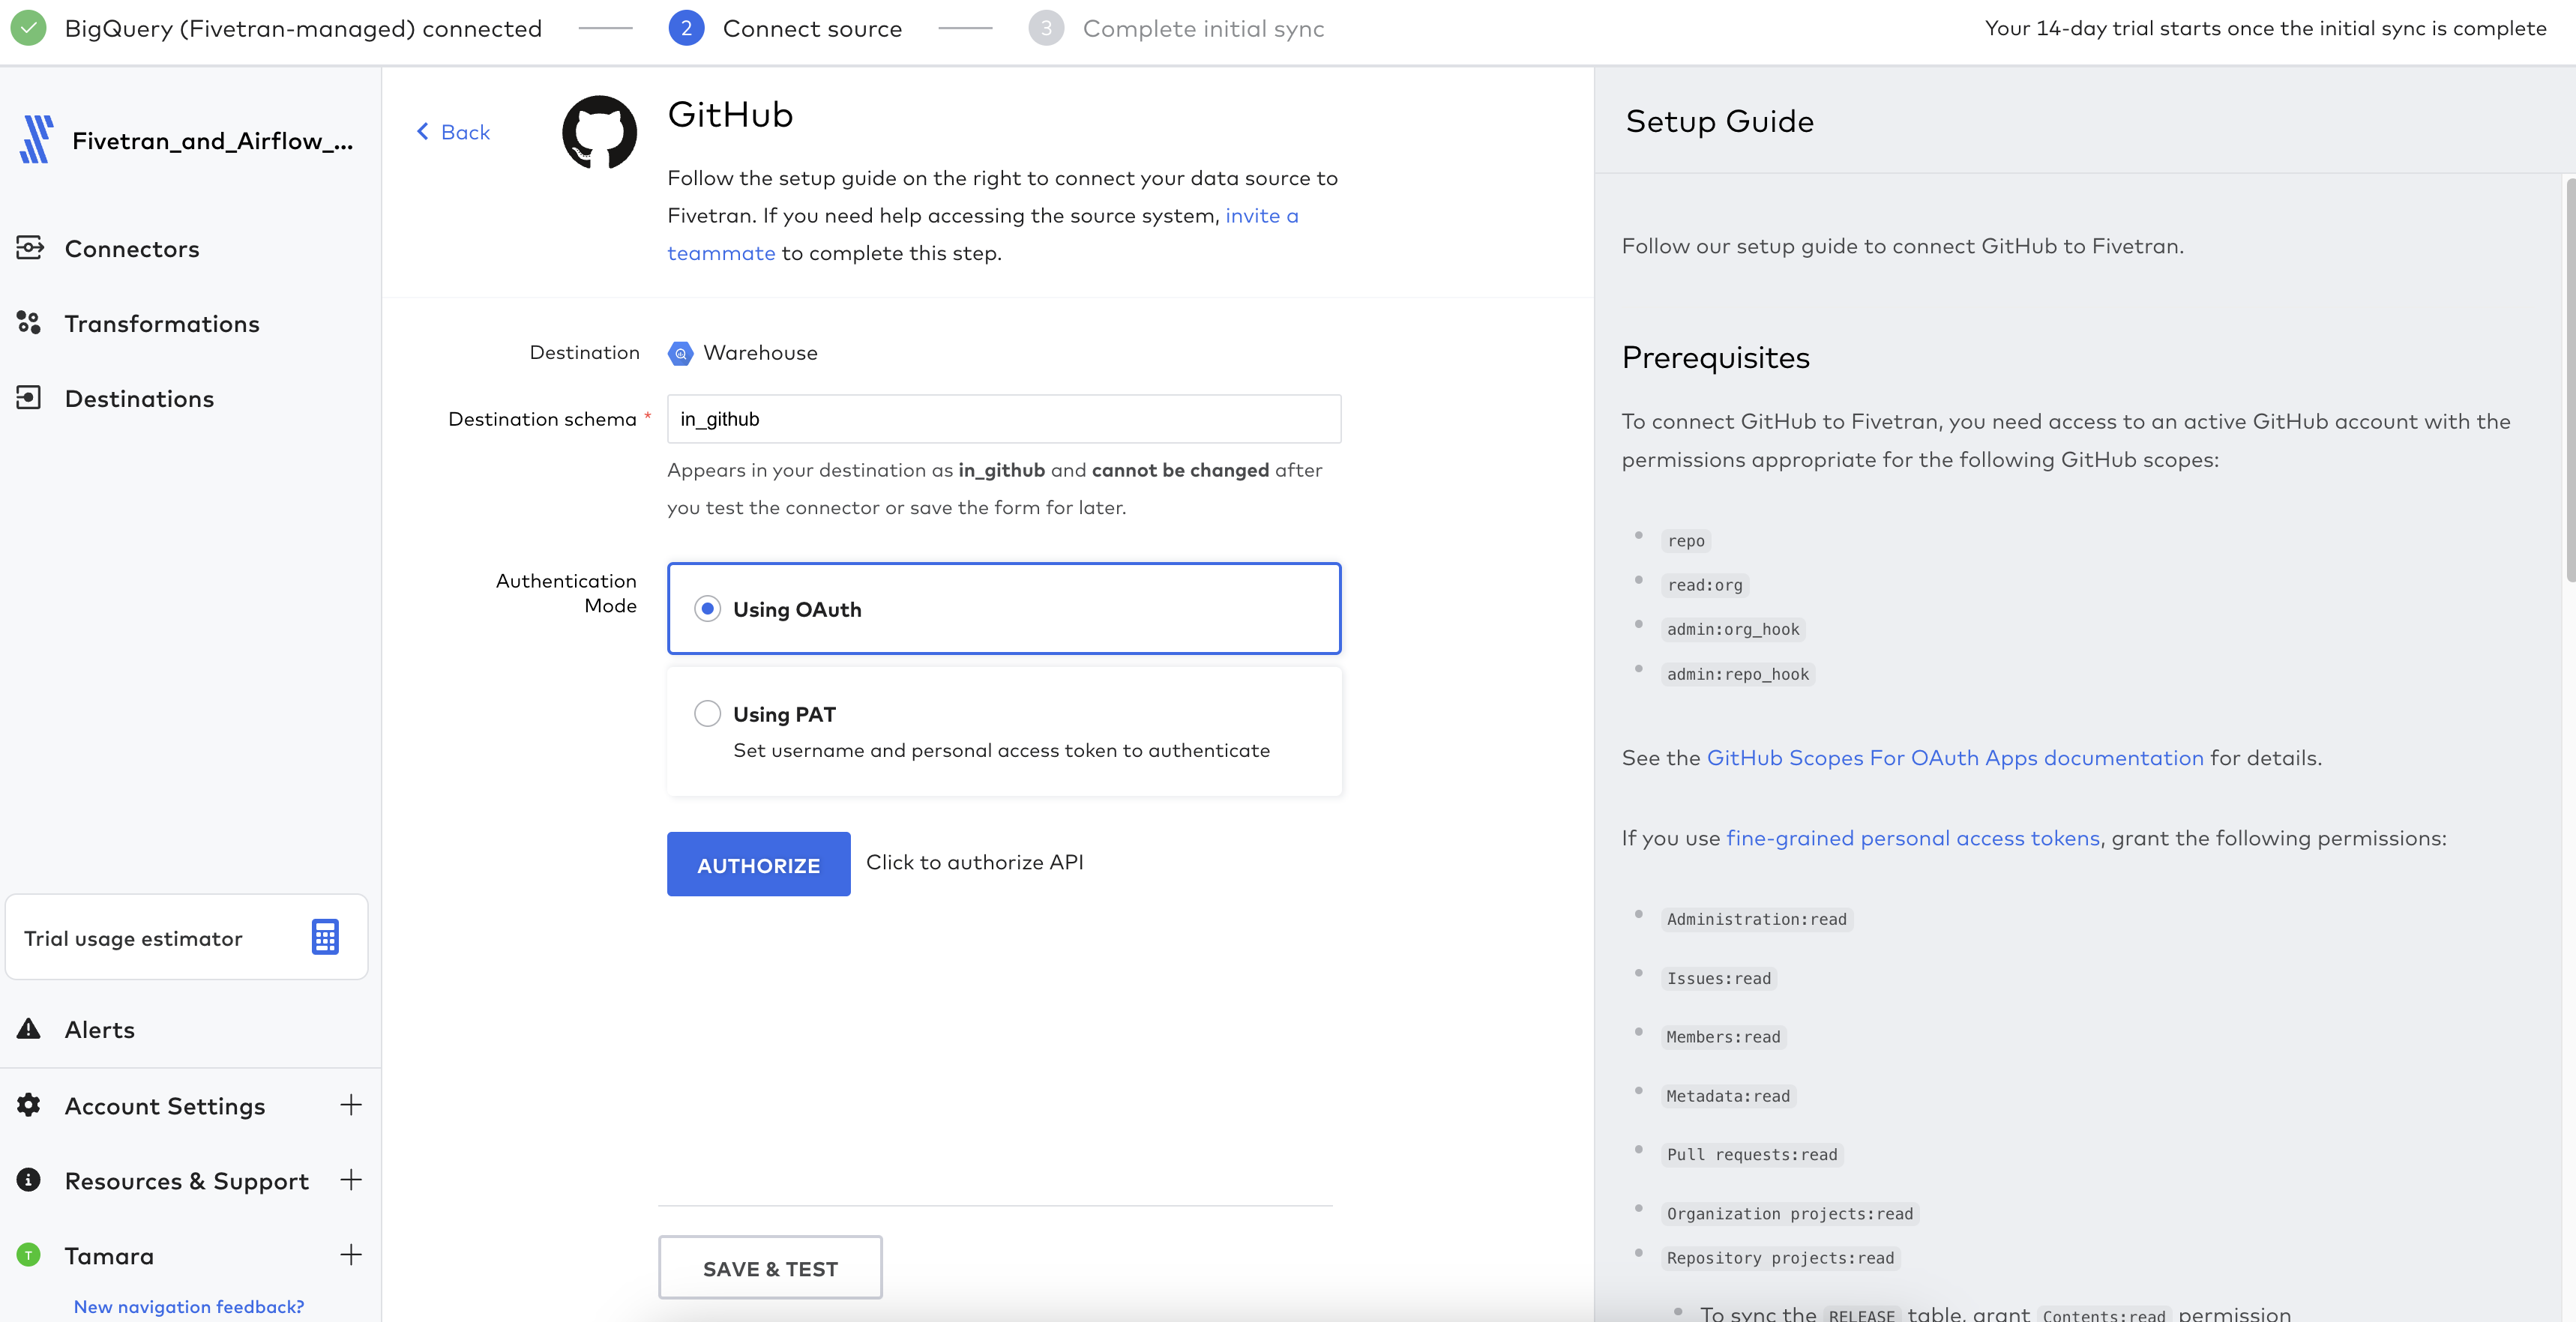 BigQuery (Fivetran-managed) connected
2
Connect source
3
Complete initial sync
Your 14-day trial starts once the initial sync is complete
Fivetran_and_Airflow_...
Connectors
Transformations
Destinations
Trial usage estimator
Alerts
Account Settings
Resources & Support
T
Tamara
New navigation feedback?
Back
GitHub
Follow the setup guide on the right to connect your data source to
Fivetran. If you need help accessing the source system, invite a
teammate to complete this step.
Destination
Warehouse
Destination schema *
in_github
Appears in your destination as in_github and cannot be changed after
you test the connector or save the form for later.
Authentication
Mode
Using OAuth
Using PAT
Set username and personal access token to authenticate
AUTHORIZE
Click to authorize API
SAVE & TEST
Setup Guide
Follow our setup guide to connect GitHub to Fivetran.
Prerequisites
To connect GitHub to Fivetran, you need access to an active GitHub account with the
permissions appropriate for the following GitHub scopes:
repo
read:org
admin:org_hook
admin:repo_hook
See the GitHub Scopes For OAuth Apps documentation for details.
If you use fine-grained personal access tokens, grant the following permissions:
Administration:read
Issues:read
Members:read
Metadata:read
Pull requests:read
Organization projects:read
Repository projects:read
To sync the RELEASE table, grant Contents:read permission